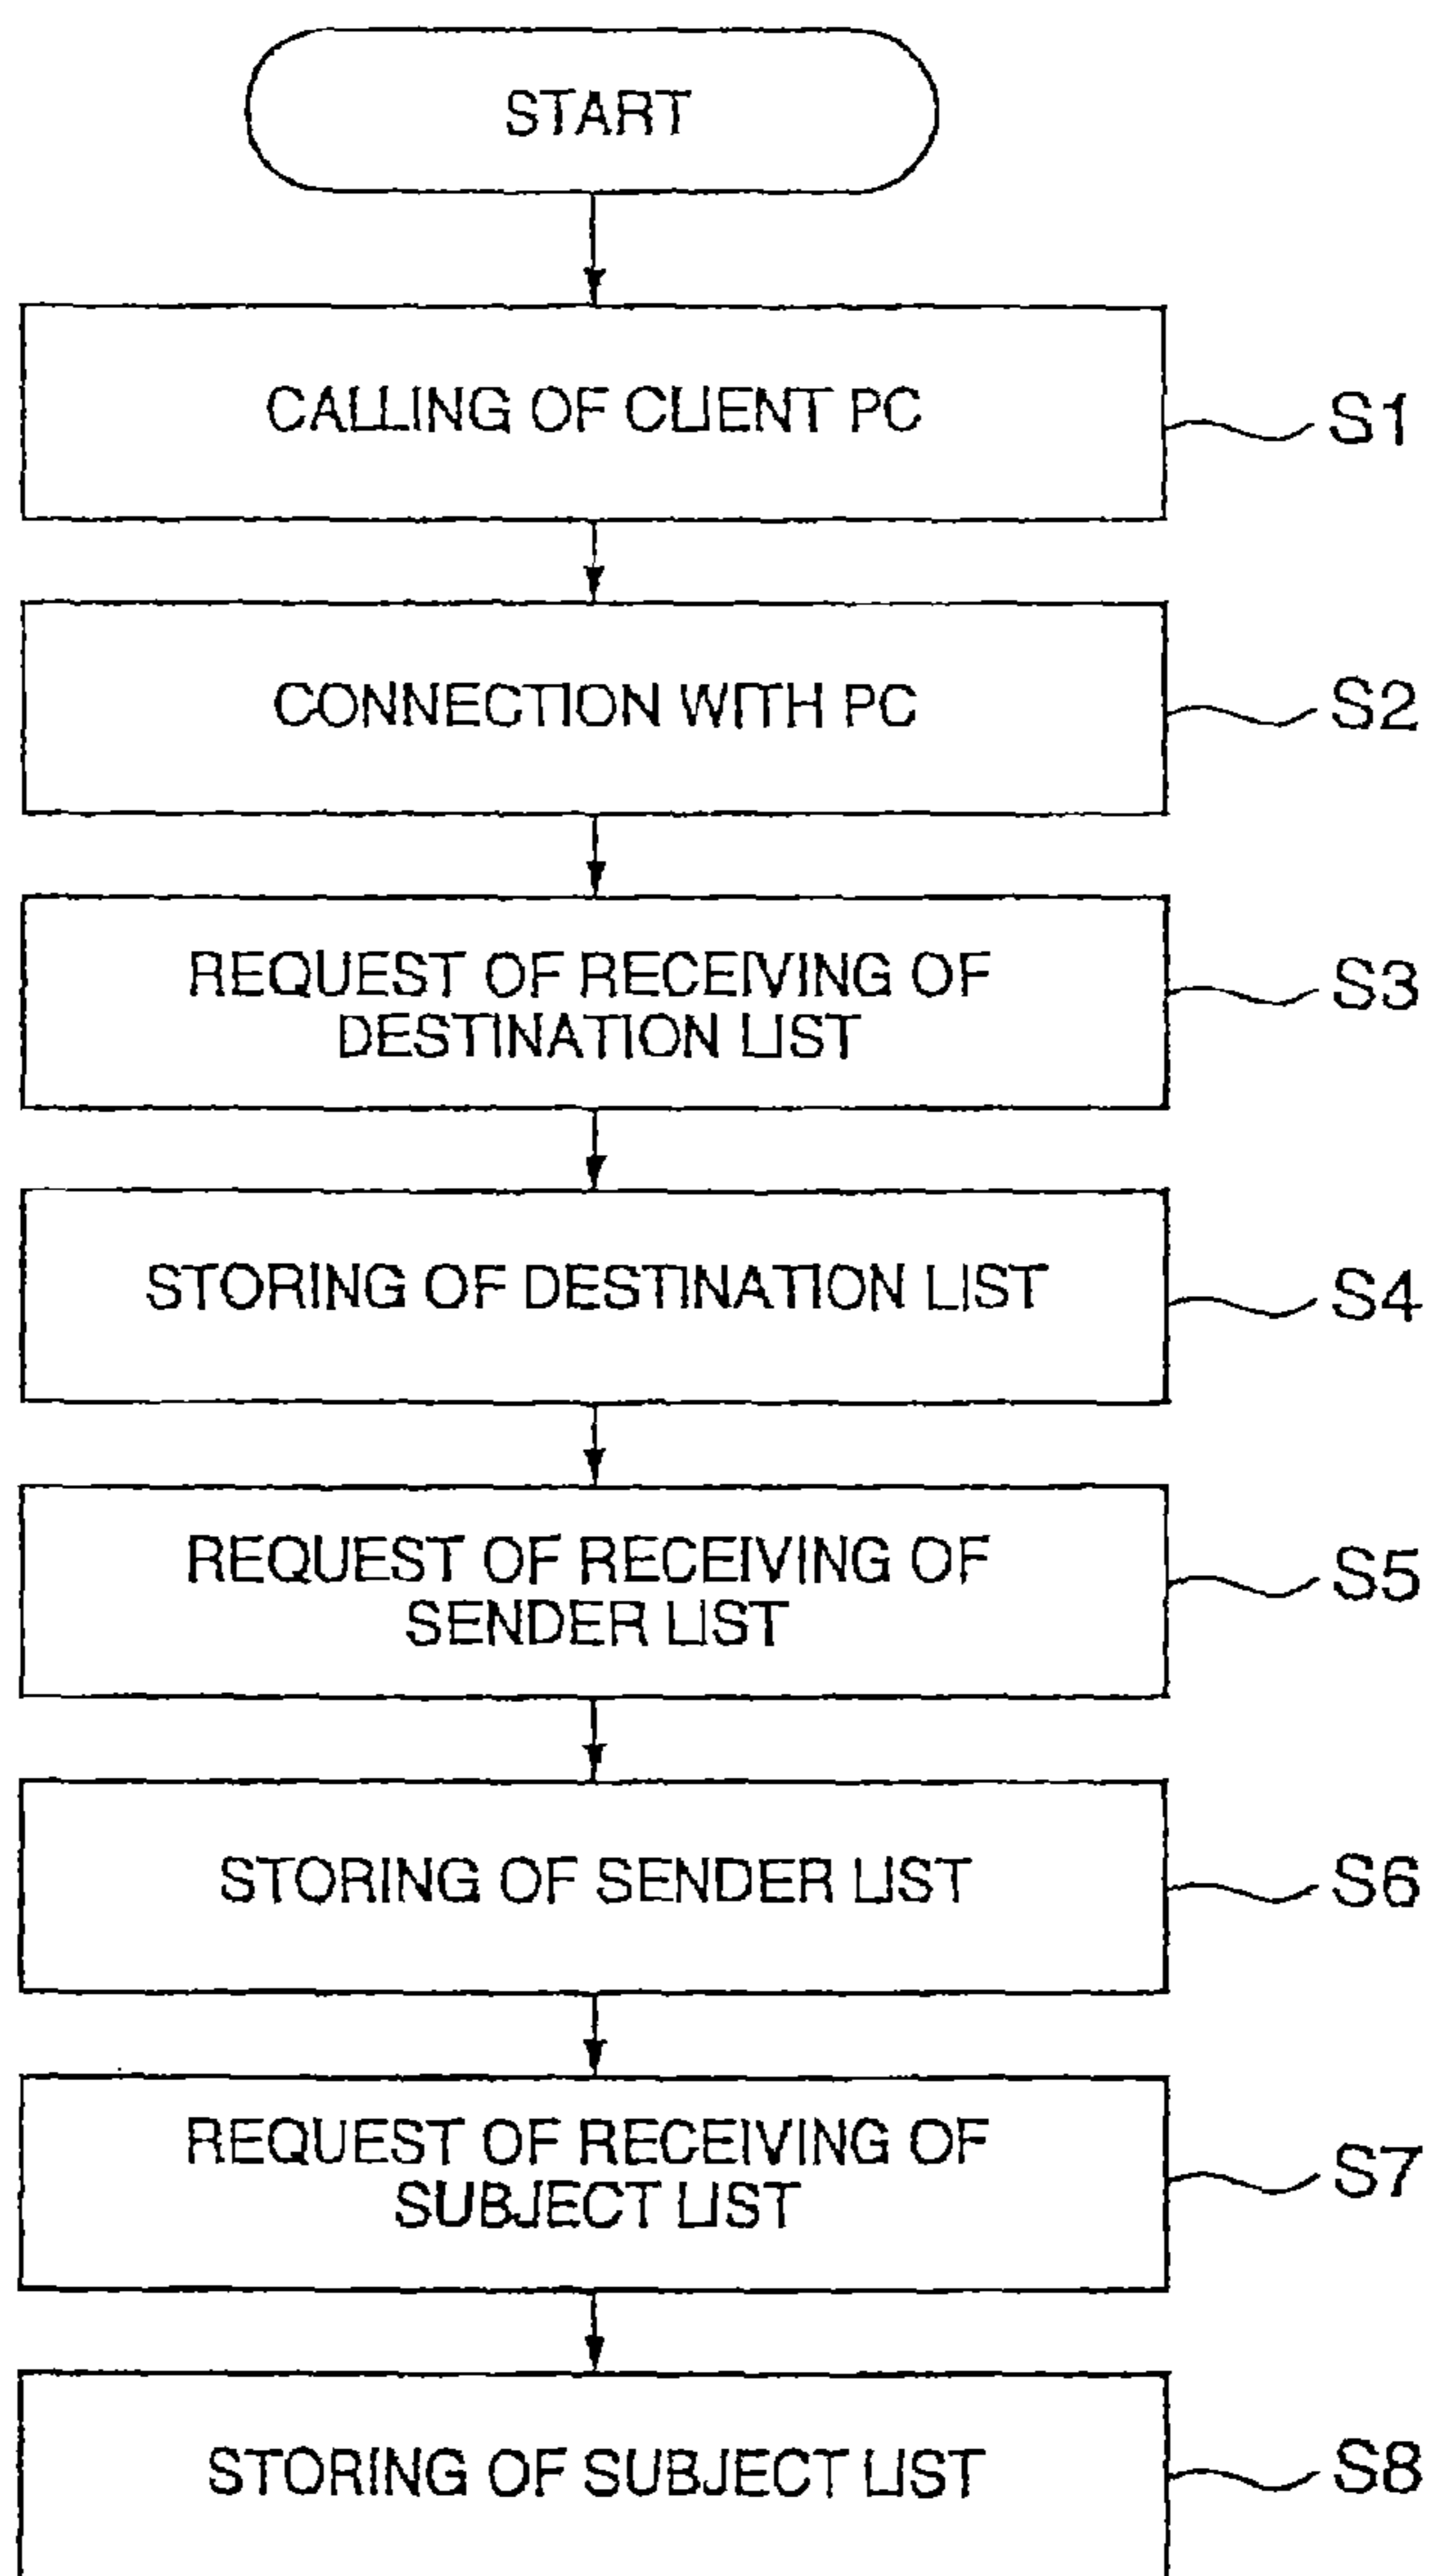 START
CALLING OF CLIENT PC
S1
CONNECTION WITH PC
S2
REQUEST OF RECEIVING OF
DESTINATION LIST
S3
STORING OF DESTINATION LIST
S4
REQUEST OF RECEIVING OF
SENDER LIST
S5
STORING OF SENDER LIST
S6
REQUEST OF RECEIVING OF
SUBJECT LIST
S7
STORING OF SUBJECT LIST
S8